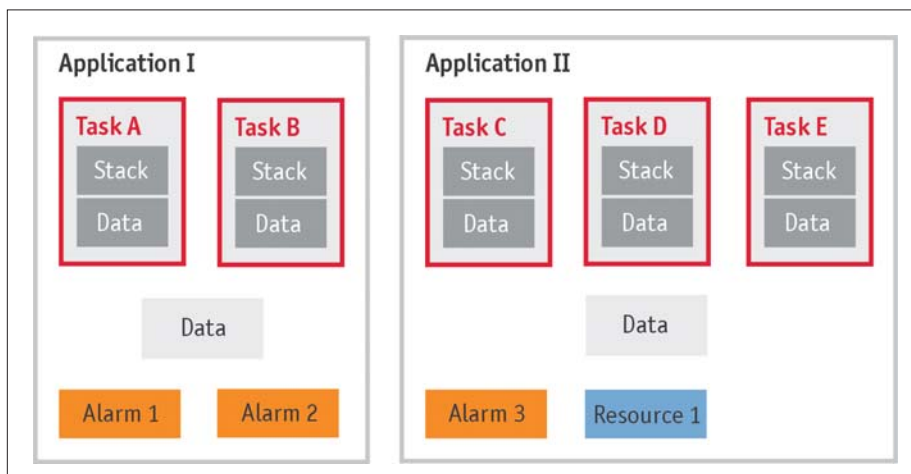 Application I
Task A
Stack
Data
Task B
Stack
Data
Data
Alarm 1
Alarm 2
Application II
Task C
Stack
Data
Task D
Stack
Data
Task E
Stack
Data
Data
Alarm 3
Resource 1